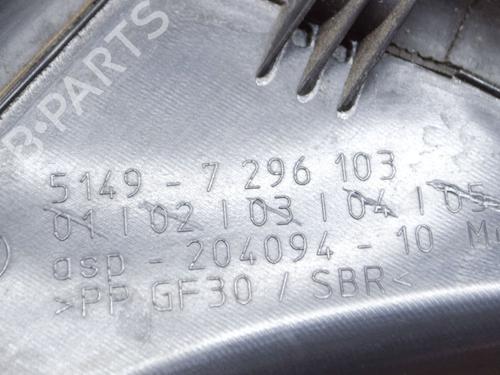 B-PARTS
5149 - 7 296 103
01 | 02 | 03 | 04 | 05
asp - 204094 - 10
>PP GF30 / SBR<